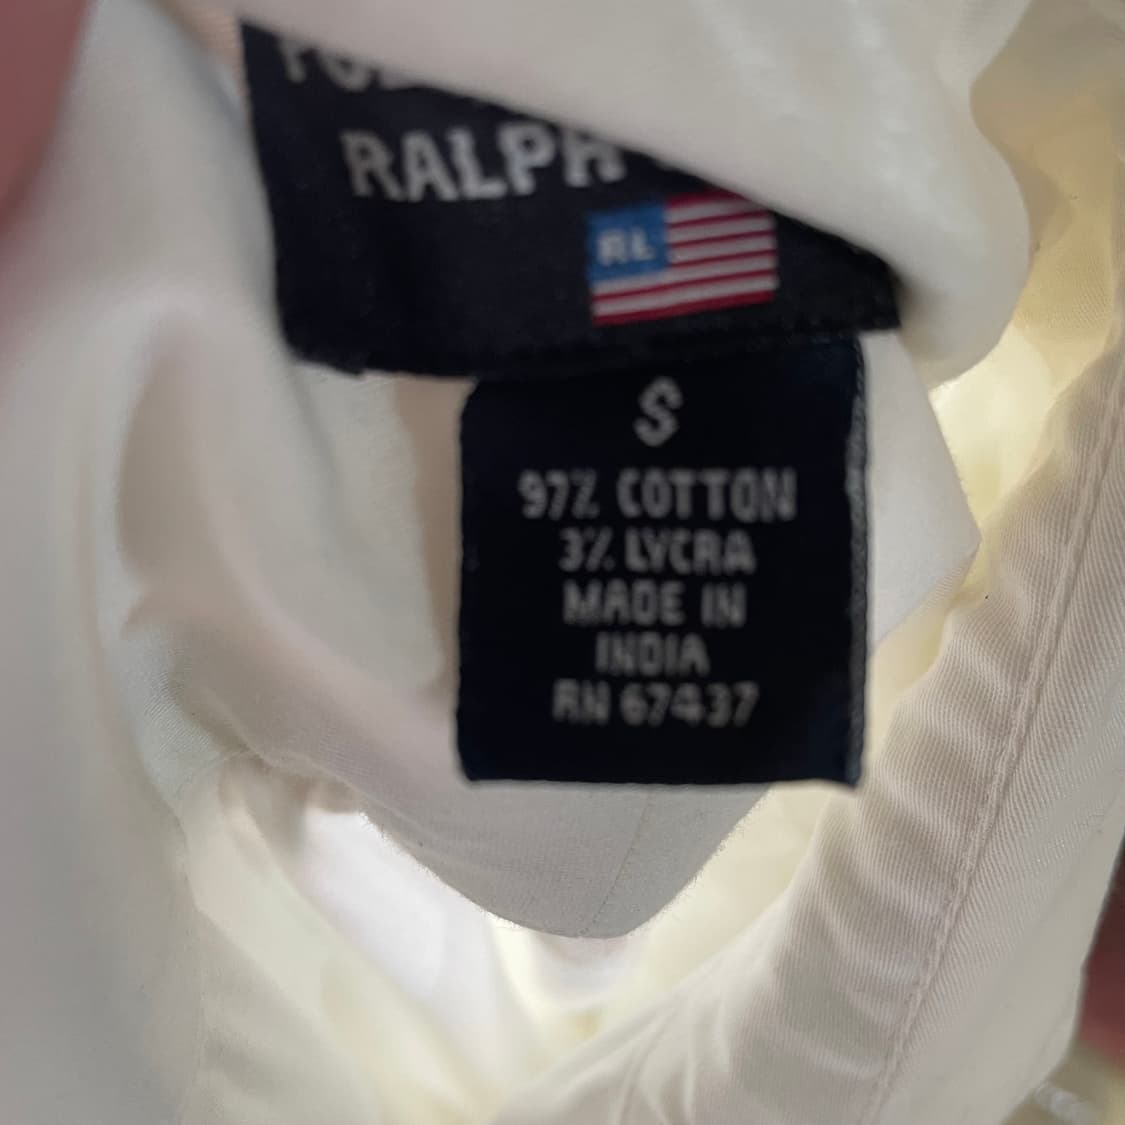 RALPH
RL
S
97% COTTON
3% LYCRA
MADE IN
INDIA
RN 67437